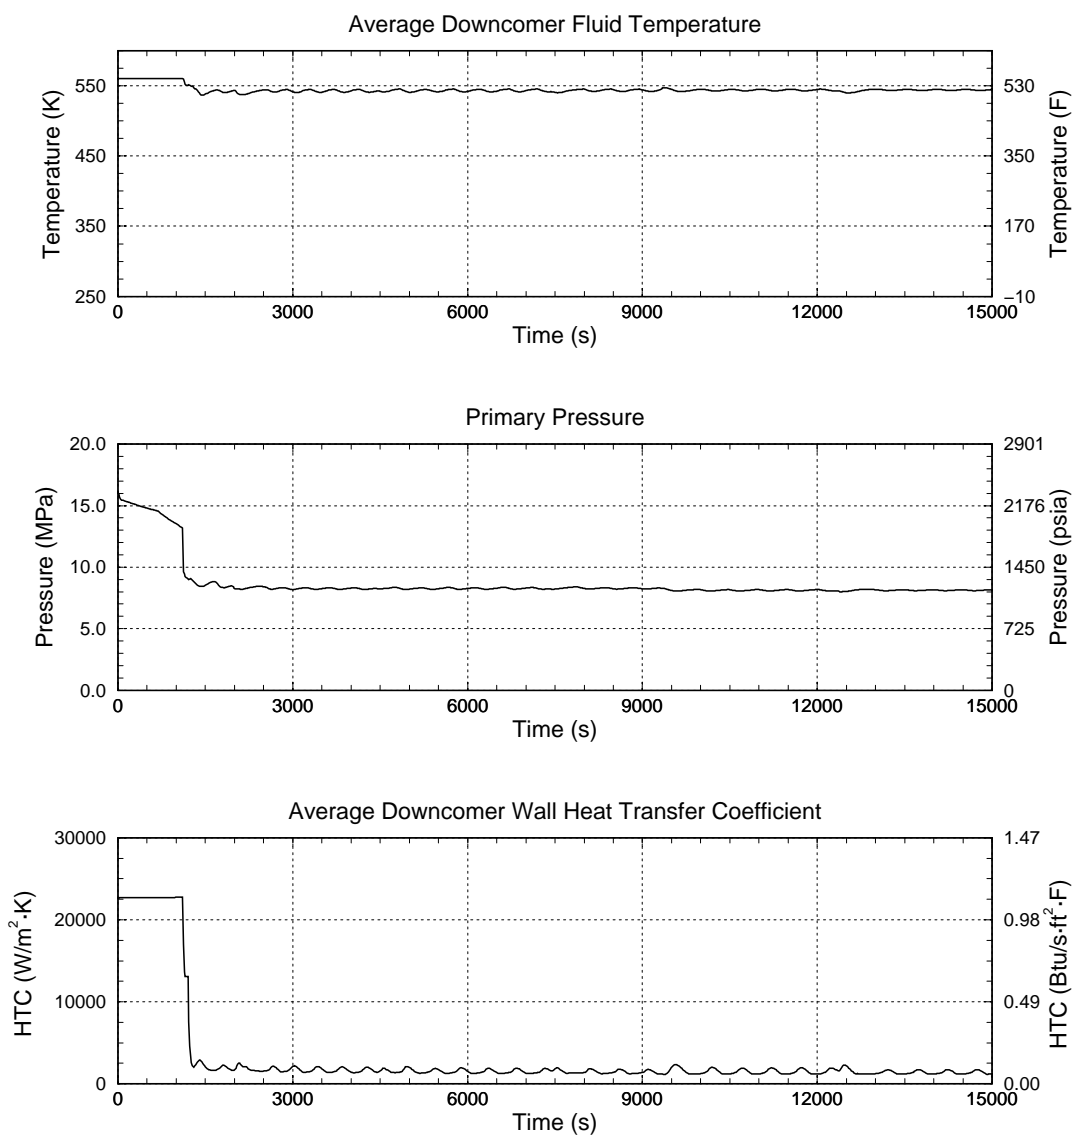 Average Downcomer Fluid Temperature
Temperature (K)
550
450
350
250
530
350
170
–10
Temperature (F)
0 3000 6000 9000 12000 15000
Time (s)
Primary Pressure
Pressure (MPa)
20.0
15.0
10.0
5.0
0.0
2901
2176
1450
725
0
Pressure (psia)
0 3000 6000 9000 12000 15000
Time (s)
Average Downcomer Wall Heat Transfer Coefficient
HTC (W/m²·K)
30000
20000
10000
0
1.47
0.98
0.49
0.00
HTC (Btu/s·ft²·F)
0 3000 6000 9000 12000 15000
Time (s)